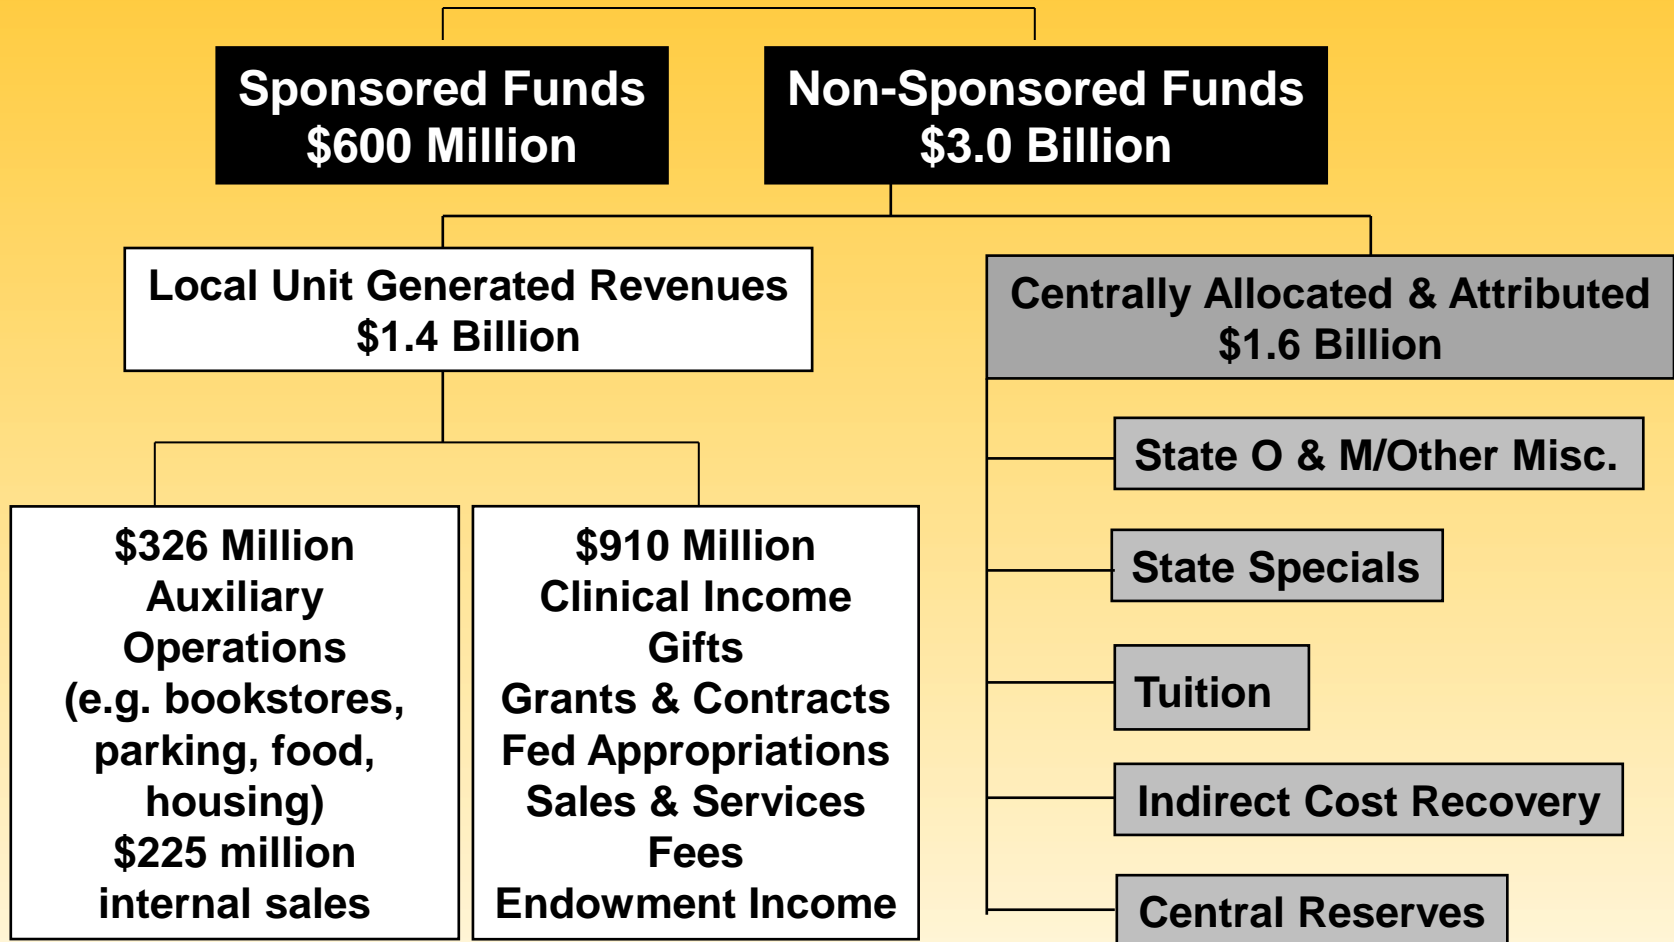 Sponsored Funds
$600 Million
Non-Sponsored Funds
$3.0 Billion
Local Unit Generated Revenues
$1.4 Billion
Centrally Allocated & Attributed
$1.6 Billion
$326 Million
Auxiliary
Operations
(e.g. bookstores,
parking, food,
housing)
$225 million
internal sales
$910 Million
Clinical Income
Gifts
Grants & Contracts
Fed Appropriations
Sales & Services
Fees
Endowment Income
State O & M/Other Misc.
State Specials
Tuition
Indirect Cost Recovery
Central Reserves